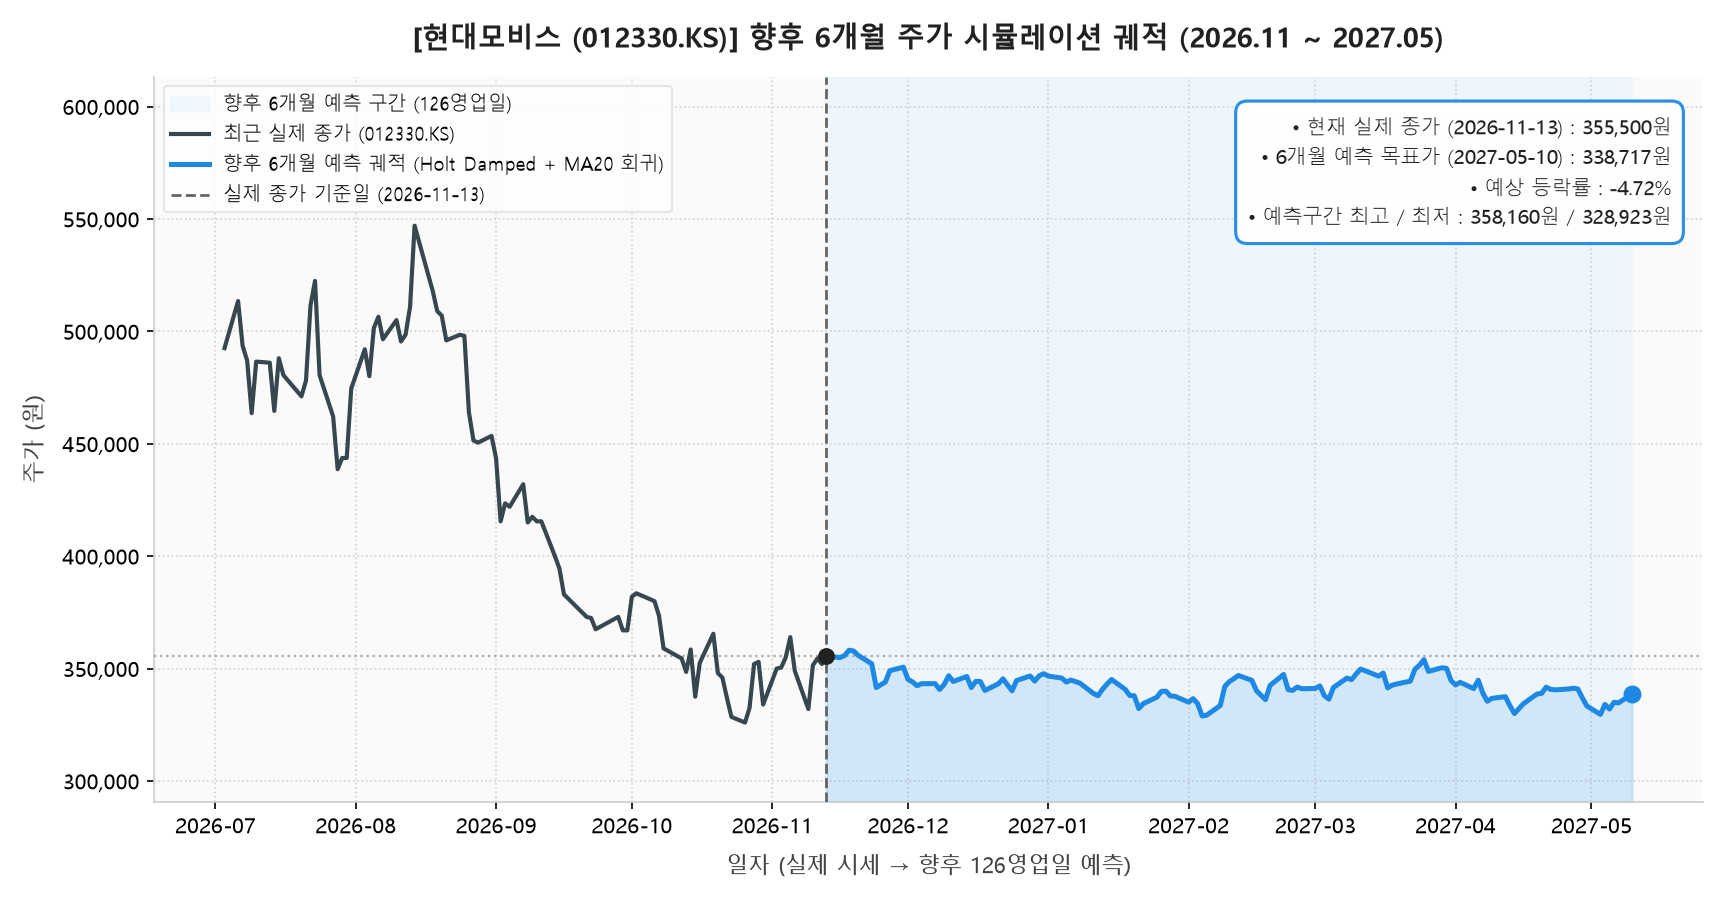 [현대모비스 (012330.KS)] 향후 6개월 주가 시뮬레이션 궤적 (2026.11 ~ 2027.05)
향후 6개월 예측 구간 (126영업일)
최근 실제 종가 (012330.KS)
향후 6개월 예측 궤적 (Holt Damped + MA20 회귀)
실제 종가 기준일 (2026-11-13)
• 현재 실제 종가 (2026-11-13) : 355,500원
• 6개월 예측 목표가 (2027-05-10) : 338,717원
• 예상 등락률 : -4.72%
• 예측구간 최고 / 최저 : 358,160원 / 328,923원
주가 (원)
600,000
550,000
500,000
450,000
400,000
350,000
300,000
2026-07 2026-08 2026-09 2026-10 2026-11 2026-12 2027-01 2027-02 2027-03 2027-04 2027-05
일자 (실제 시세 → 향후 126영업일 예측)